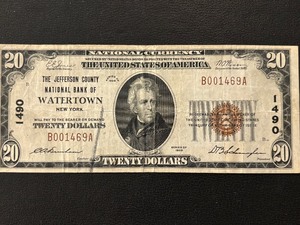 NATIONAL CURRENCY
20
20
THE UNITED STATES OF AMERICA
THE JEFFERSON COUNTY
NATIONAL BANK OF
WATERTOWN
NEW YORK
WILL PAY TO THE BEARER ON DEMAND
TWENTY DOLLARS
B001469A
B001469A
1490
1490
20
20
TWENTY DOLLARS